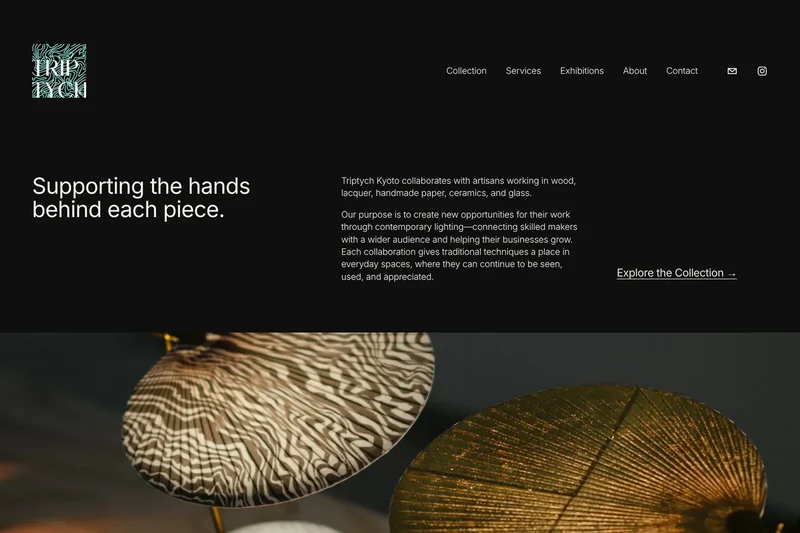 TRIP
TYCH
Collection
Services
Exhibitions
About
Contact
Supporting the hands
behind each piece.
Triptych Kyoto collaborates with artisans working in wood,
lacquer, handmade paper, ceramics, and glass.
Our purpose is to create new opportunities for their work
through contemporary lighting—connecting skilled makers
with a wider audience and helping their businesses grow.
Each collaboration gives traditional techniques a place in
everyday spaces, where they can continue to be seen,
used, and appreciated.
Explore the Collection →